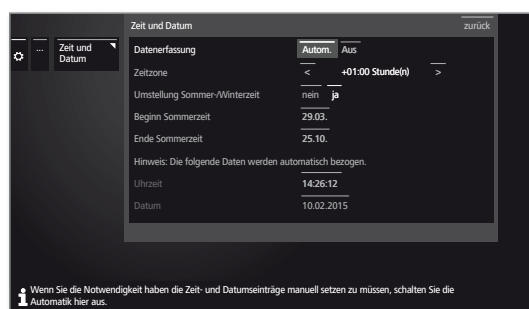 Zeit und Datum zurück
... Zeit und
Datum
Datenerfassung Autom. Aus
Zeitzone < +01:00 Stunde(n) >
Umstellung Sommer-/Winterzeit nein ja
Beginn Sommerzeit 29.03.
Ende Sommerzeit 25.10.
Hinweis: Die folgende Daten werden automatisch bezogen.
Uhrzeit 14:26:12
Datum 10.02.2015
Wenn Sie die Notwendigkeit haben die Zeit- und Datumseinträge manuell setzen zu müssen, schalten Sie die
Automatik hier aus.